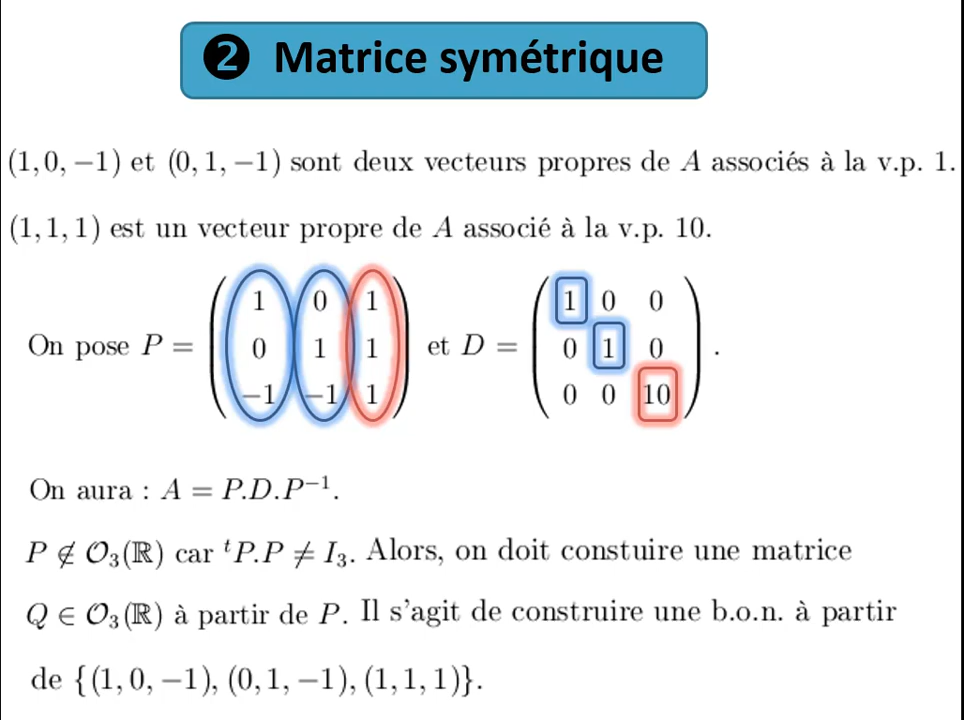 ❷ Matrice symétrique
(1, 0, −1) et (0, 1, −1) sont deux vecteurs propres de A associés à la v.p. 1.
(1, 1, 1) est un vecteur propre de A associé à la v.p. 10.
1 0 1 1 0 0
On pose P = ( 0 1 1 ) et D = ( 0 1 0 ) .
−1 −1 1 0 0 10
On aura : A = P.D.P⁻¹.
P ∉ 𝒪₃(ℝ) car ᵗP.P ≠ I₃. Alors, on doit constuire une matrice
Q ∈ 𝒪₃(ℝ) à partir de P. Il s'agit de construire une b.o.n. à partir
de {(1, 0, −1), (0, 1, −1), (1, 1, 1)}.